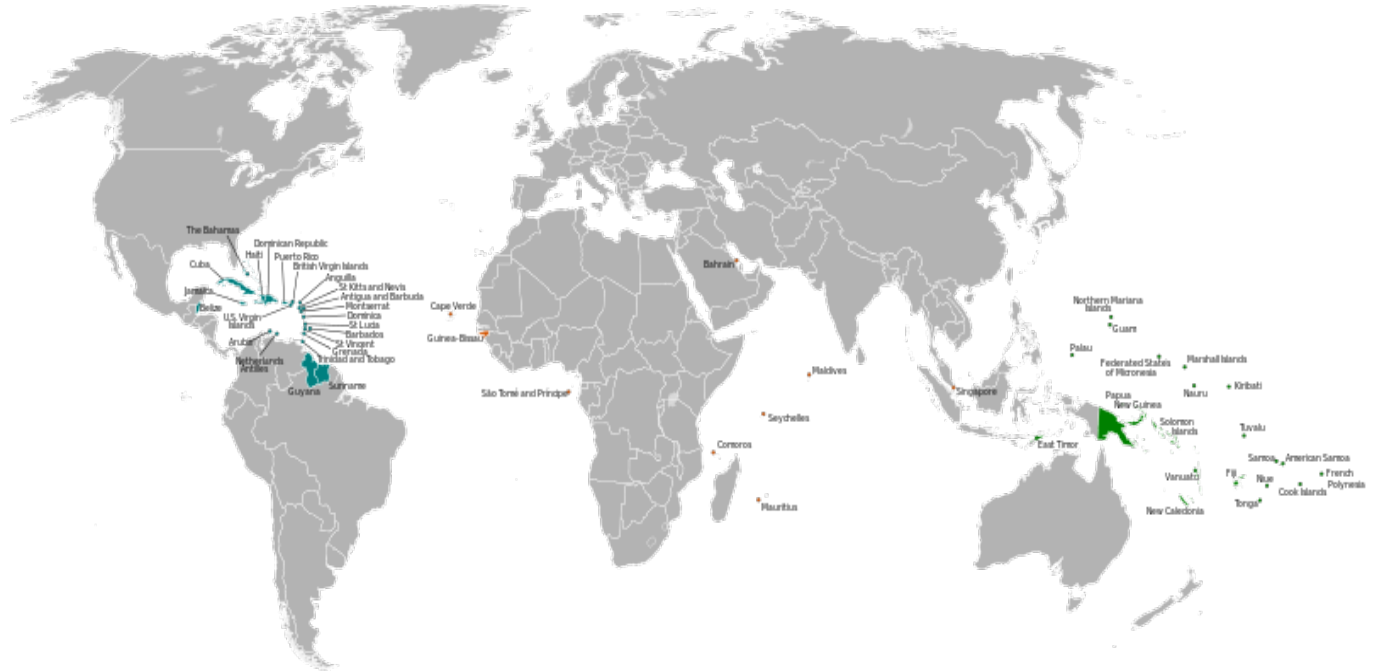 The Bahamas
Dominican Republic
Haiti
Puerto Rico
British Virgin Islands
Cuba
Anguilla
St Kitts and Nevis
Jamaica
Antigua and Barbuda
Belize
Montserrat
U.S. Virgin
Islands
Dominica
St Lucia
Barbados
Aruba
St Vincent
Grenada
Netherlands
Antilles
Trinidad and Tobago
Guyana
Suriname
Cape Verde
Guinea-Bissau
São Tomé and Príncipe
Bahrain
Maldives
Seychelles
Comoros
Mauritius
Singapore
East Timor
Northern Mariana
Islands
Guam
Palau
Federated States
of Micronesia
Marshall Islands
Nauru
Kiribati
Papua
New Guinea
Solomon
Islands
Tuvalu
Samoa
American Samoa
Vanuatu
Fiji
Niue
French
Polynesia
Cook Islands
Tonga
New Caledonia